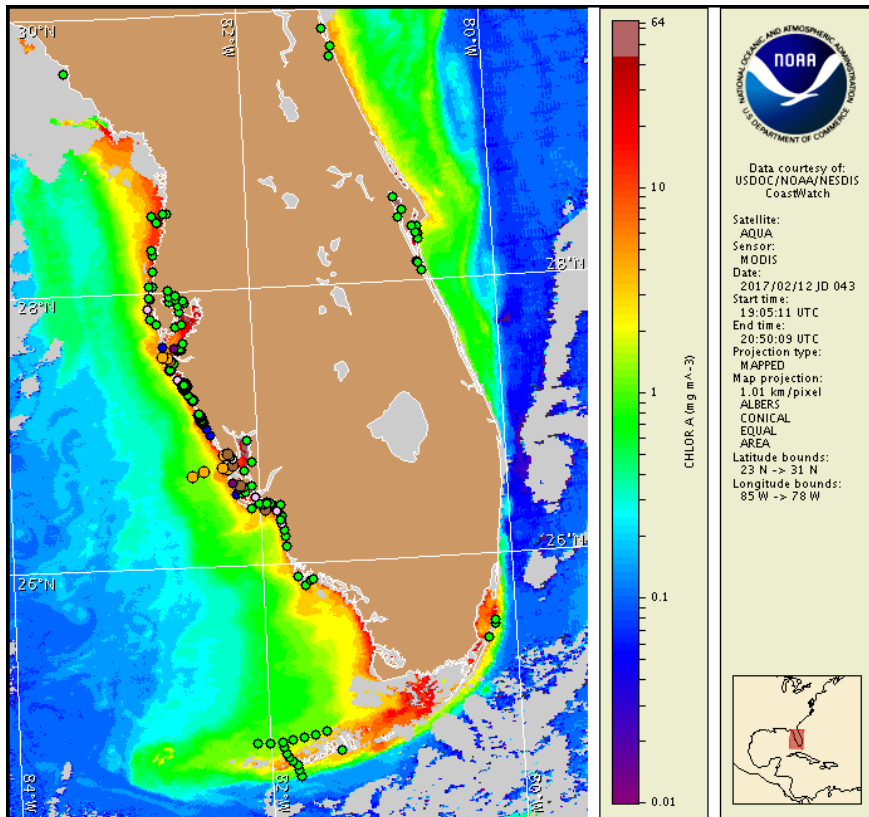 30°N
82°W
80°W
28°N
28°N
26°N
26°N
84°W
82°W
80°W
64
10
1
0.1
0.01
CHLOR A (mg m^-3)
NATIONAL OCEANIC AND ATMOSPHERIC ADMINISTRATION
NOAA
U.S. DEPARTMENT OF COMMERCE
Data courtesy of:
USDOC/NOAA/NESDIS
CoastWatch
Satellite:
AQUA
Sensor:
MODIS
Date:
2017/02/12 JD 043
Start time:
19:05:11 UTC
End time:
20:50:09 UTC
Projection type:
MAPPED
Map projection:
1.01 km/pixel
ALBERS
CONICAL
EQUAL
AREA
Latitude bounds:
23 N -> 31 N
Longitude bounds:
85 W -> 78 W